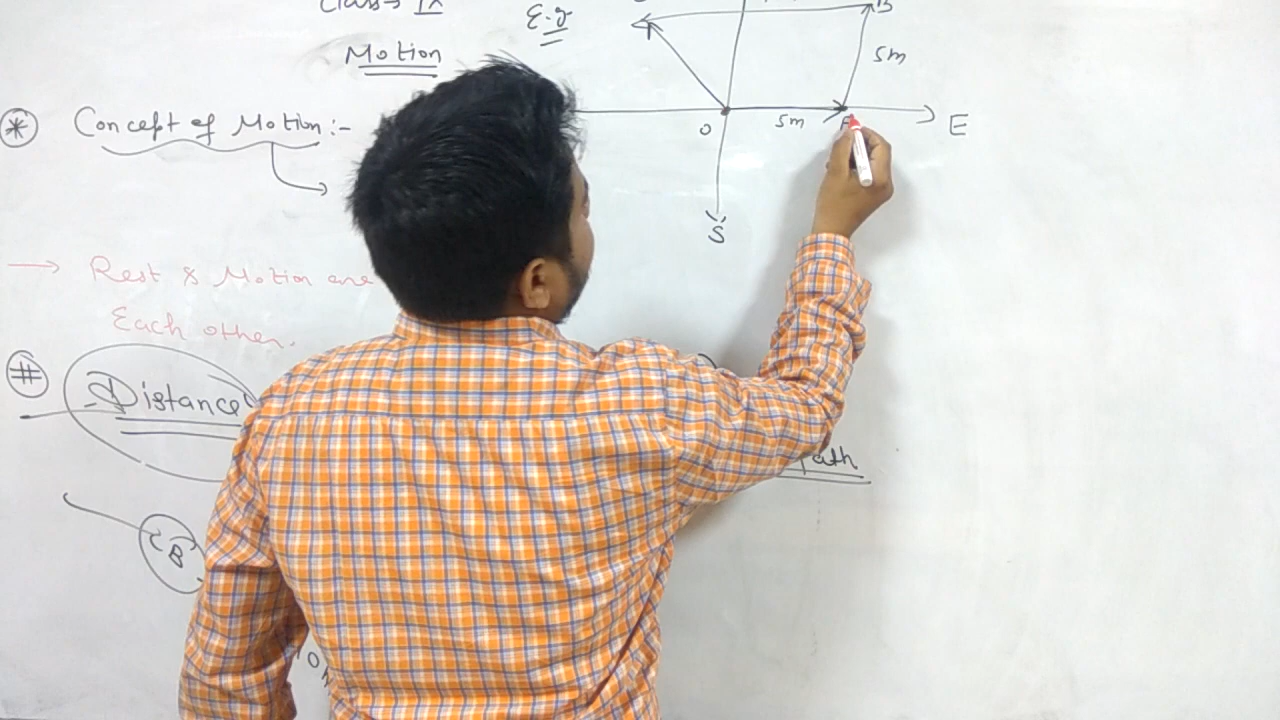 Class → IX
Motion
E.g
B
5m
O
5m
A
E
S
* Concept of Motion:-
→ Rest & Motion are
Each other.
# Distance
Path
B